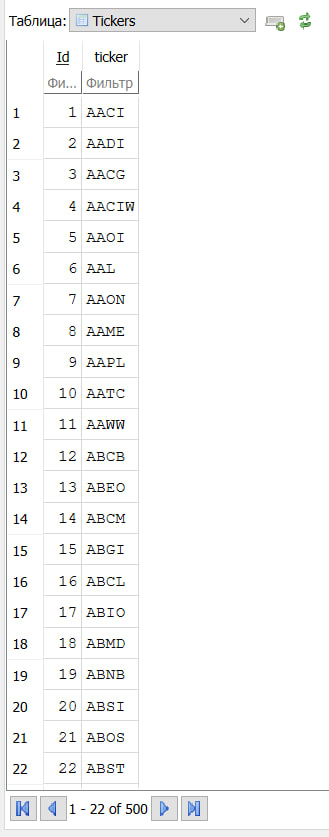 Таблица: Tickers
Id ticker
Фи... Фильтр
1 1 AACI
2 2 AADI
3 3 AACG
4 4 AACIW
5 5 AAOI
6 6 AAL
7 7 AAON
8 8 AAME
9 9 AAPL
10 10 AATC
11 11 AAWW
12 12 ABCB
13 13 ABEO
14 14 ABCM
15 15 ABGI
16 16 ABCL
17 17 ABIO
18 18 ABMD
19 19 ABNB
20 20 ABSI
21 21 ABOS
22 22 ABST
1 - 22 of 500